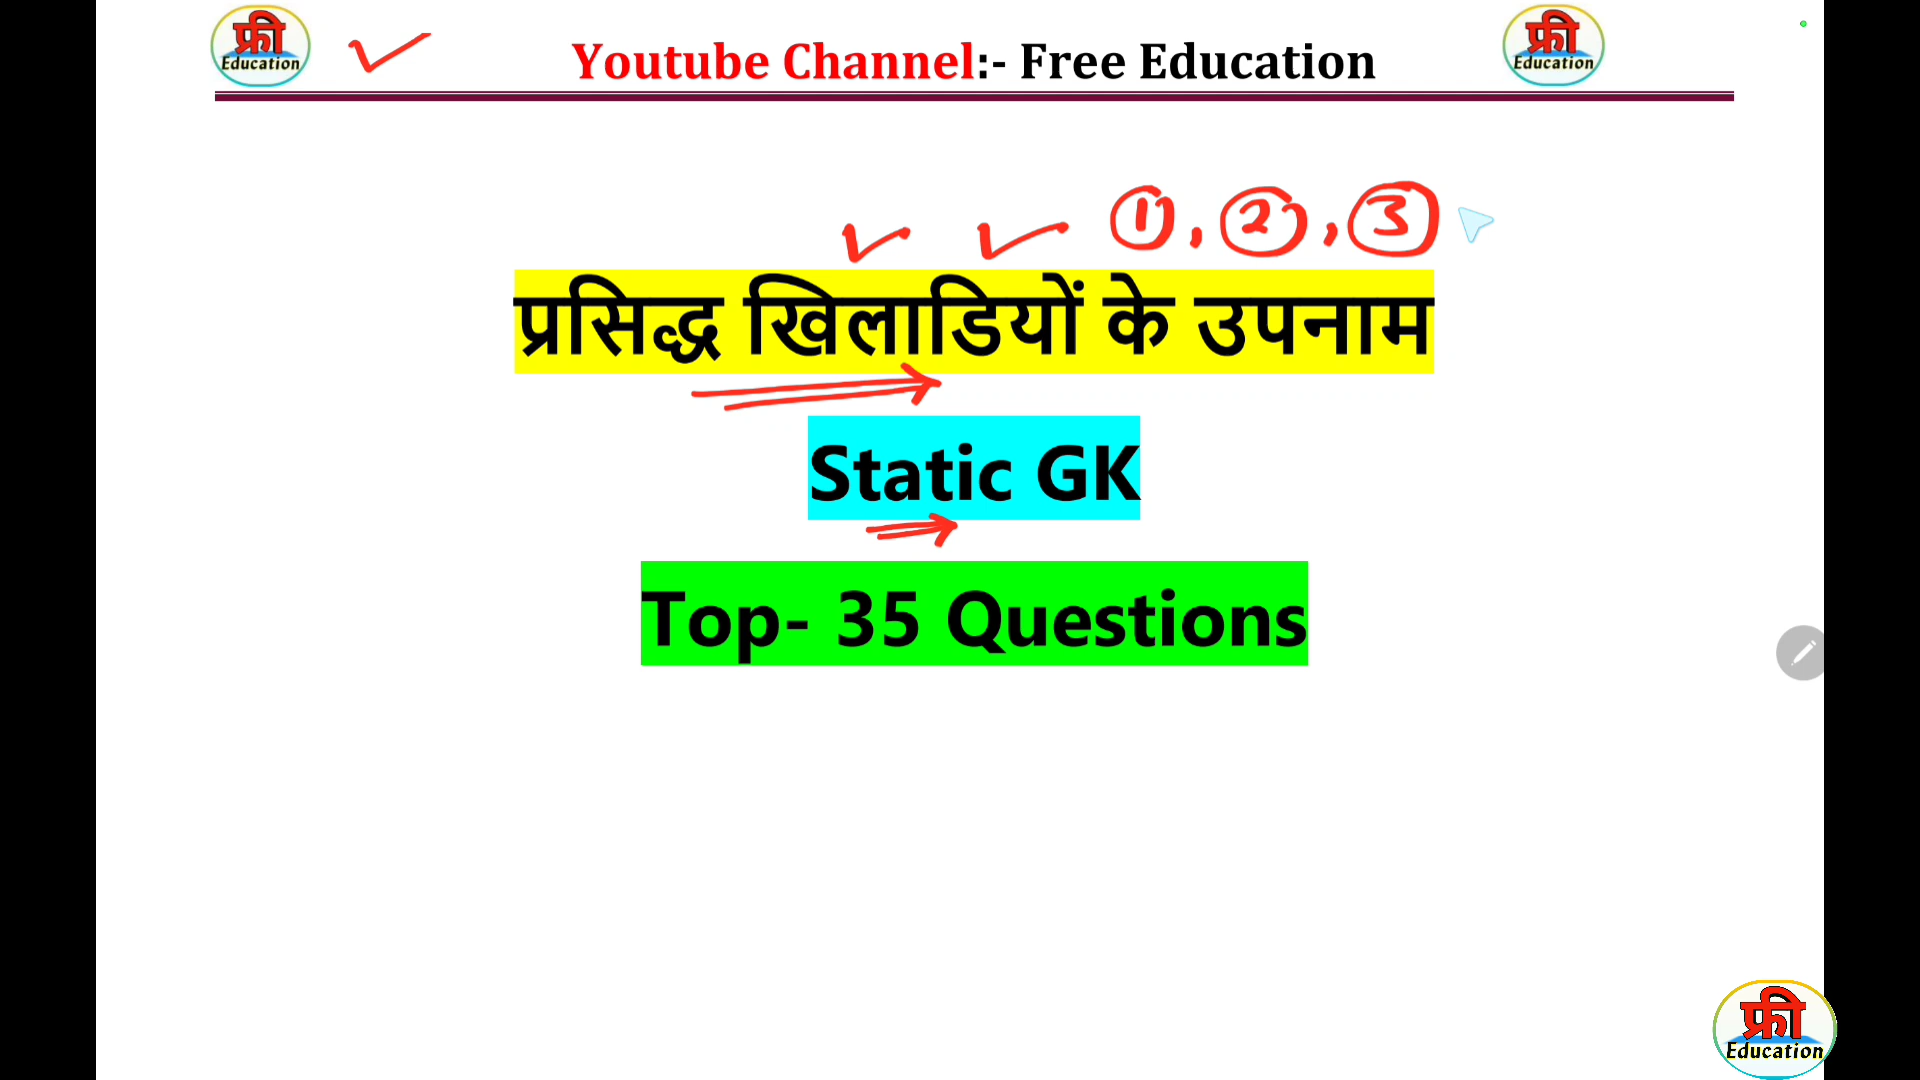 फ्री
Education
Youtube Channel:- Free Education
फ्री
Education
1, 2, 3
प्रसिद्ध खिलाडियों के उपनाम
Static GK
Top- 35 Questions
फ्री
Education